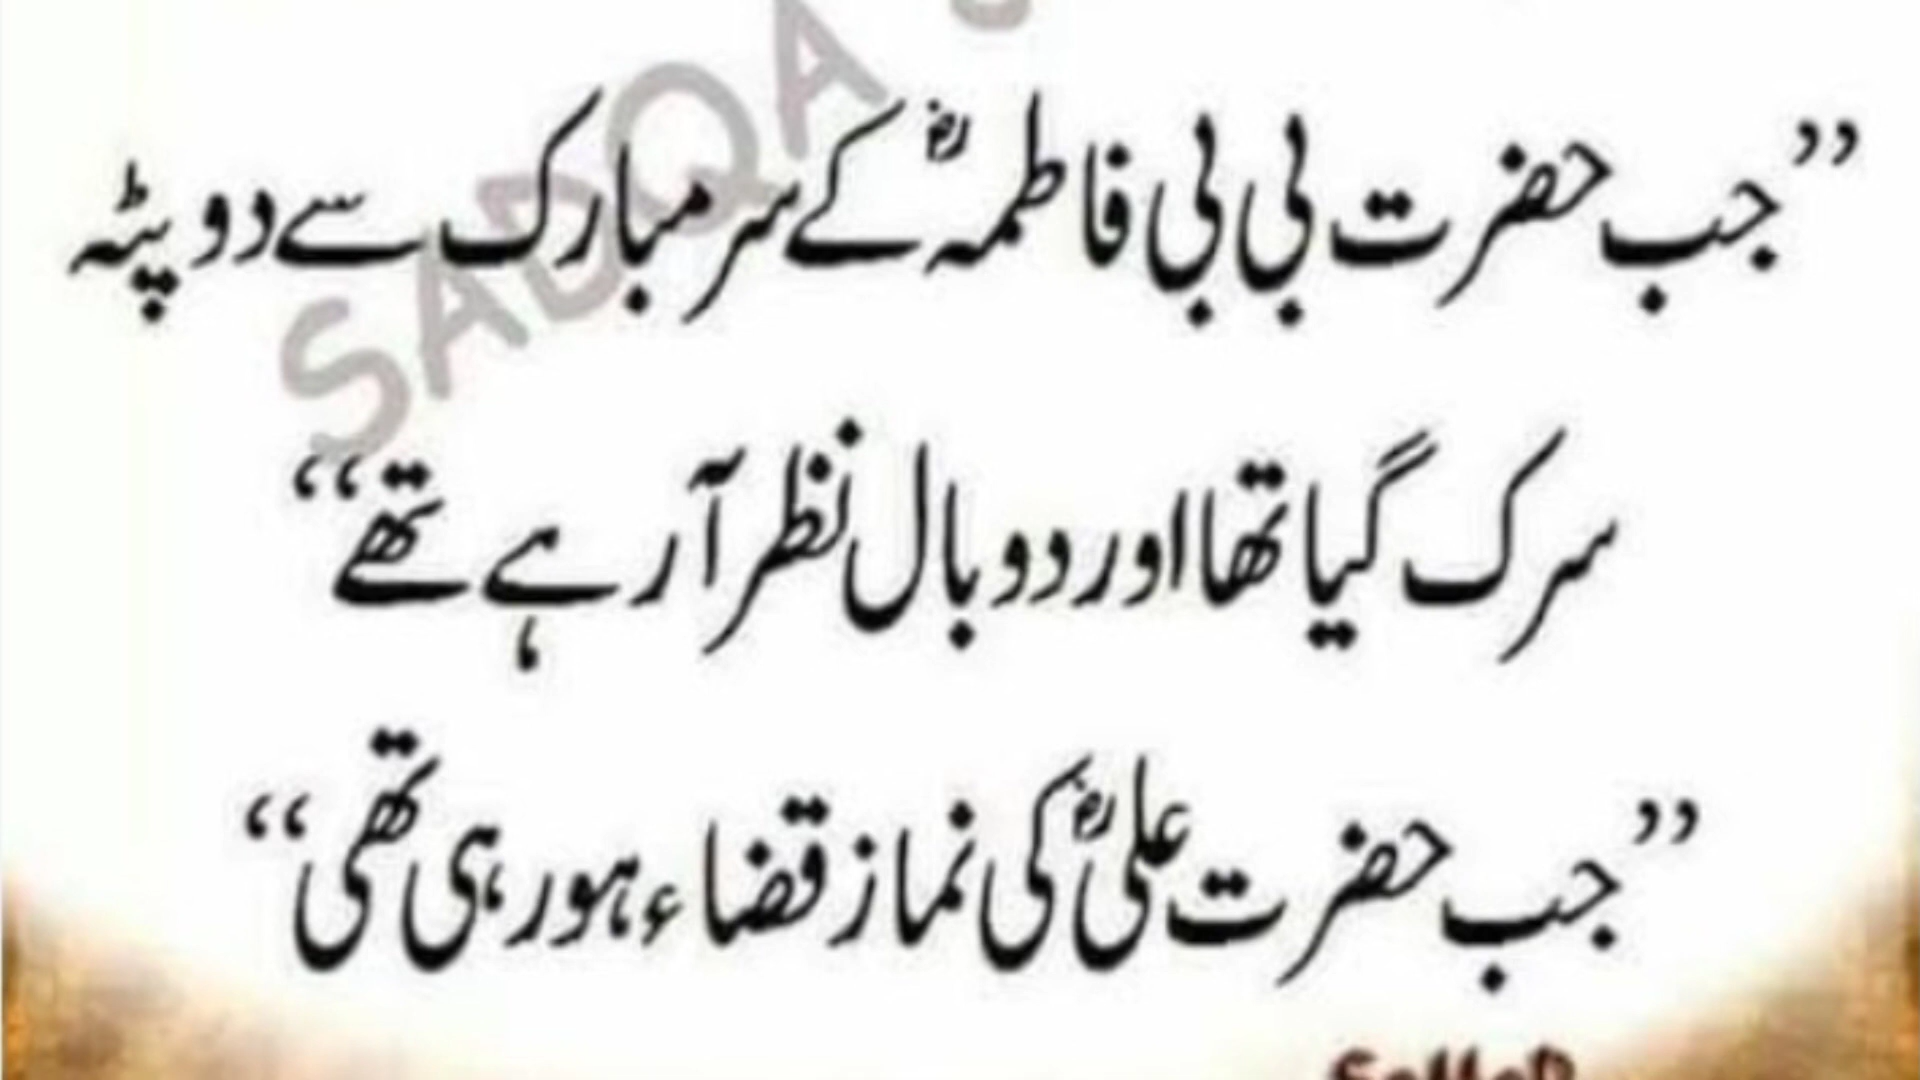 SADQA
”جب حضرت بی بی فاطمہؓ کے سر مبارک سے دوپٹہ
سرک گیا تھا اور دو بال نظر آ رہے تھے“
”جب حضرت علیؓ کی نماز قضاء ہو رہی تھی“